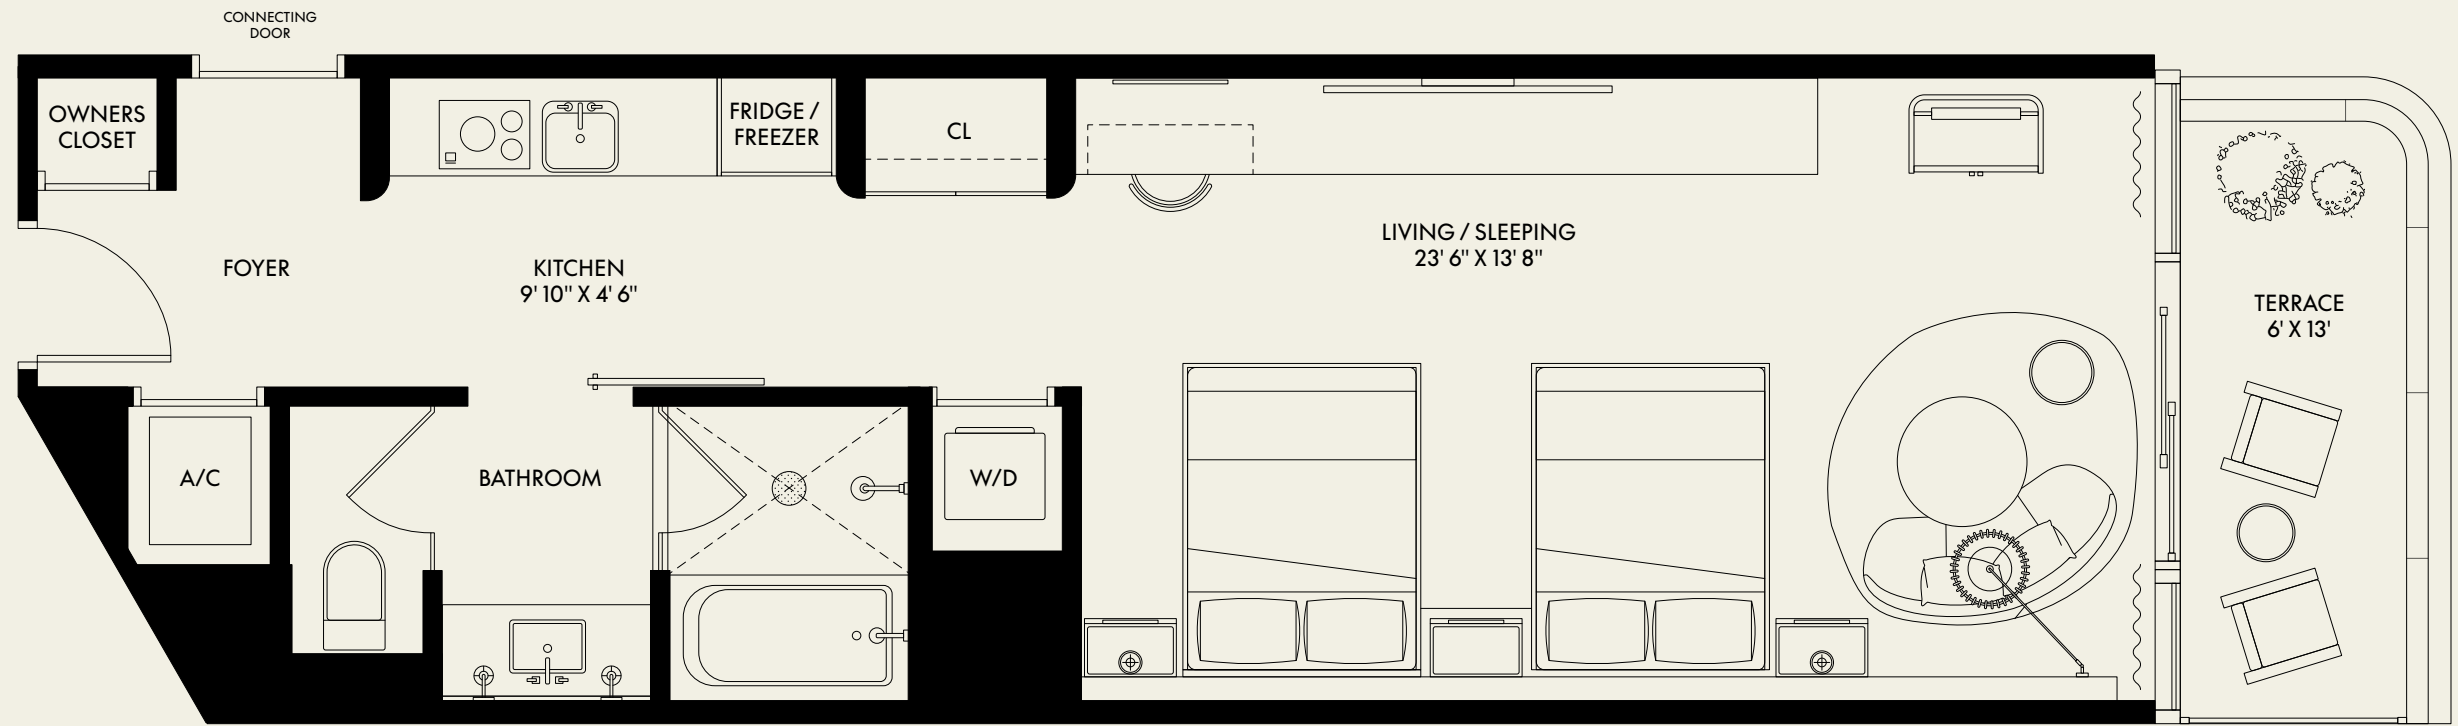 CONNECTING
DOOR
OWNERS
CLOSET
FRIDGE /
FREEZER
CL
LIVING / SLEEPING
23' 6" X 13' 8"
FOYER
KITCHEN
9' 10" X 4' 6"
TERRACE
6' X 13'
A/C
BATHROOM
W/D